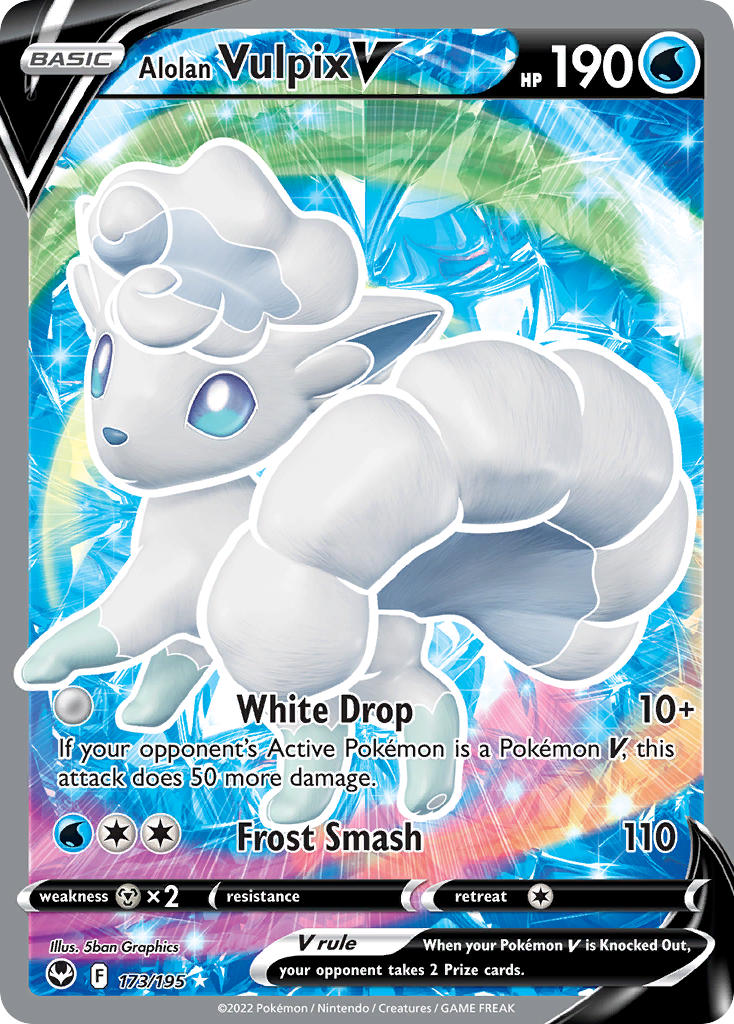 BASIC
Alolan Vulpix V HP 190
White Drop 10+
If your opponent's Active Pokémon is a Pokémon V, this
attack does 50 more damage.
Frost Smash 110
weakness ×2 resistance retreat
Illus. 5ban Graphics
V rule When your Pokémon V is Knocked Out,
your opponent takes 2 Prize cards.
F 173/195
©2022 Pokémon / Nintendo / Creatures / GAME FREAK